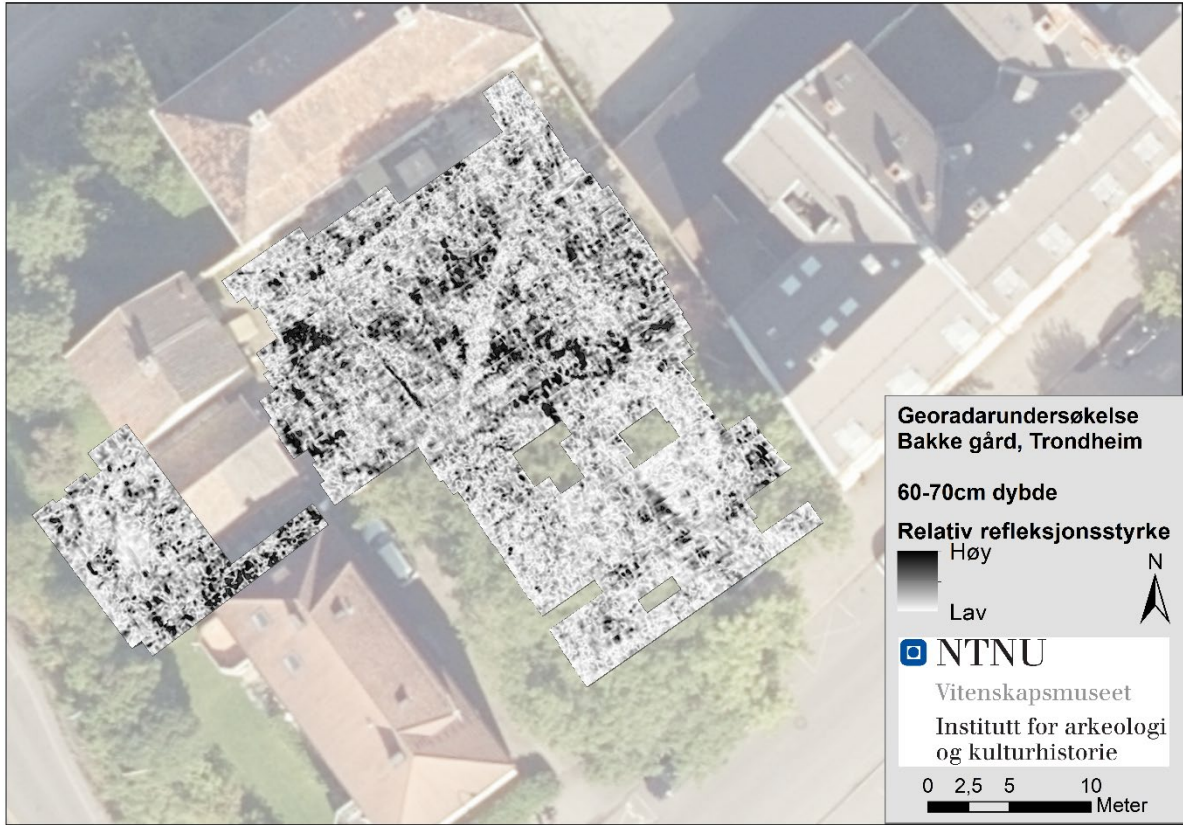 Georadarundersøkelse
Bakke gård, Trondheim
60-70cm dybde
Relativ refleksjonsstyrke
Høy
Lav
N
NTNU
Vitenskapsmuseet
Institutt for arkeologi
og kulturhistorie
0 2,5 5 10
Meter